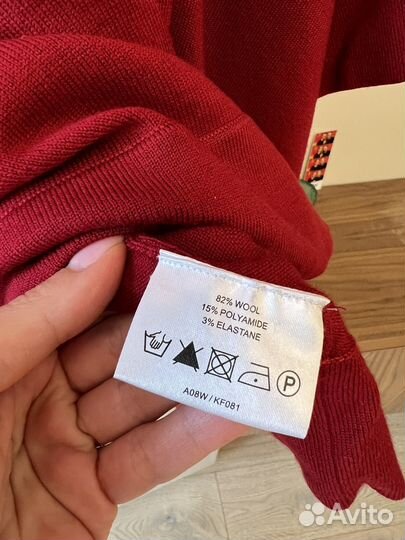 82% WOOL
15% POLYAMIDE
3% ELASTANE
P
A08W / KF081
Avito